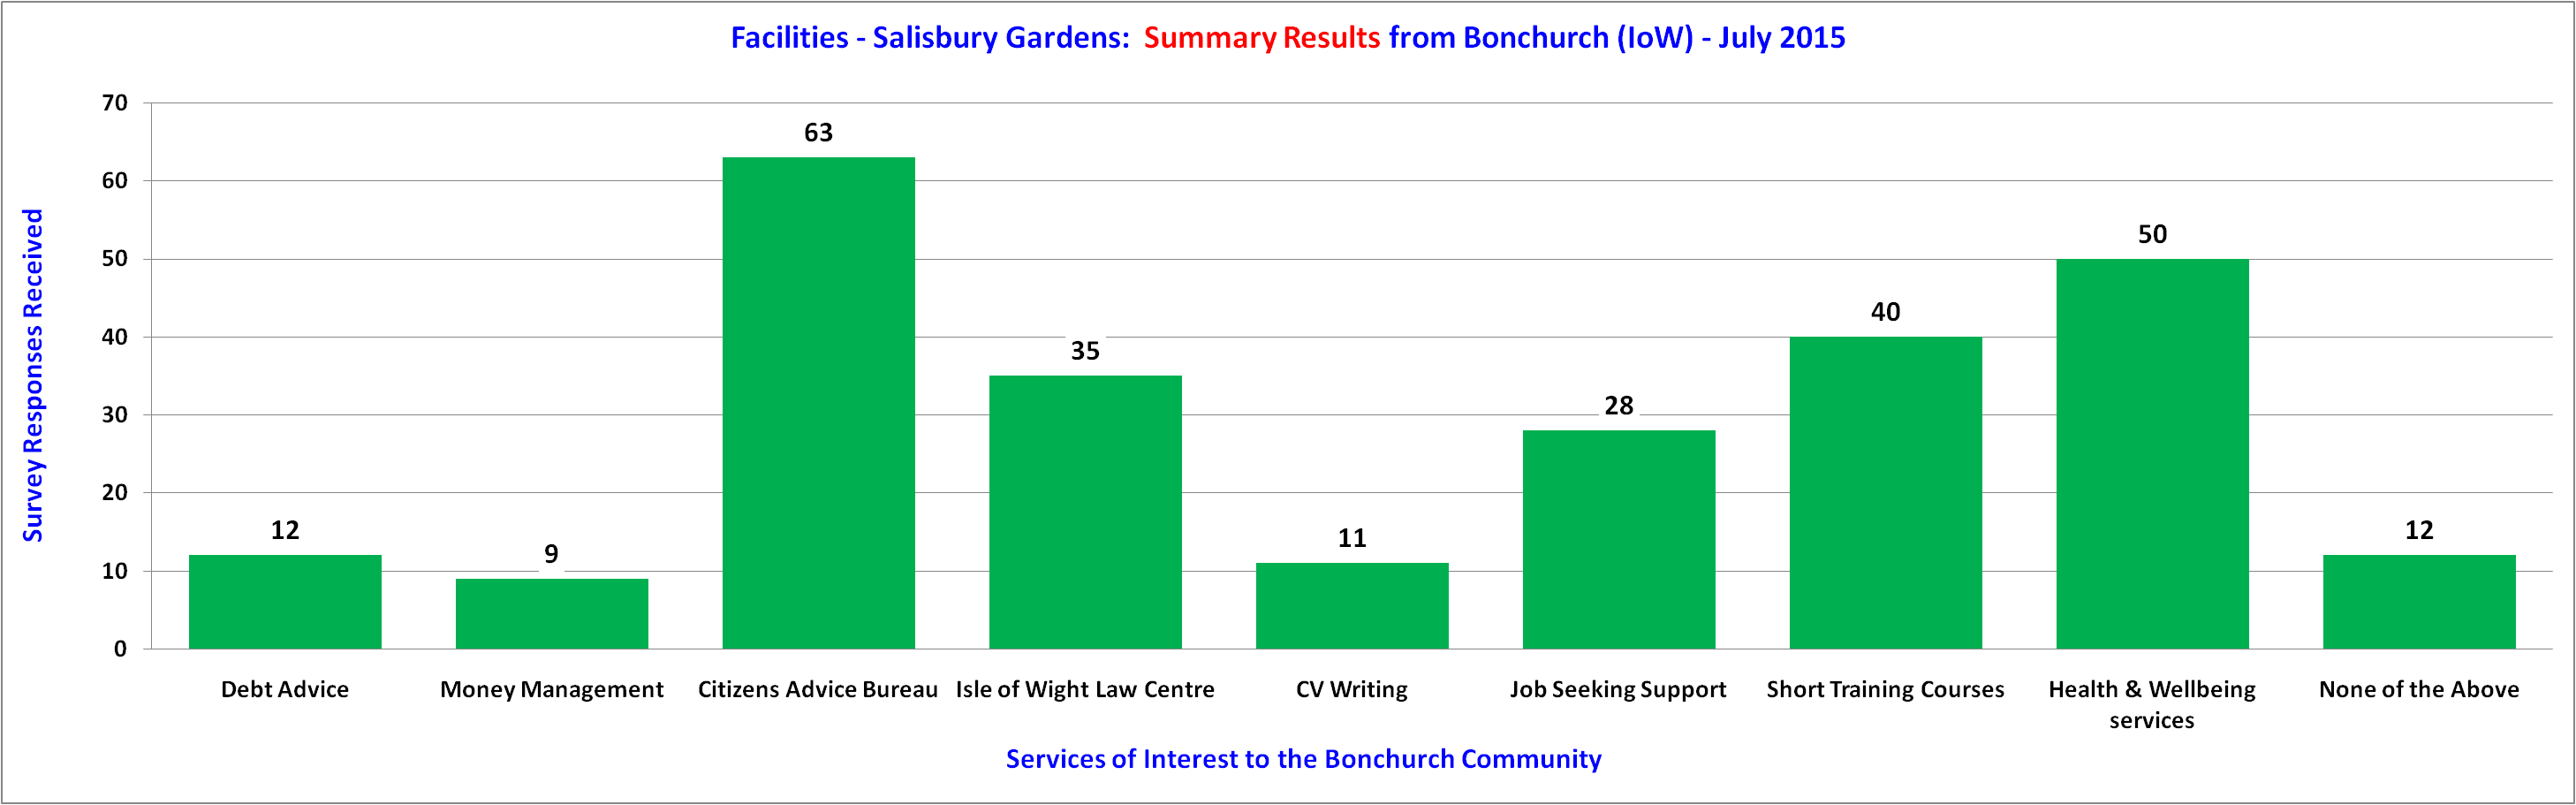 Facilities - Salisbury Gardens:  Summary Results from Bonchurch (IoW) - July 2015
Survey Responses Received
70
60
50
40
30
20
10
0
12
9
63
35
11
28
40
50
12
Debt Advice
Money Management
Citizens Advice Bureau
Isle of Wight Law Centre
CV Writing
Job Seeking Support
Short Training Courses
Health & Wellbeing
services
None of the Above
Services of Interest to the Bonchurch Community